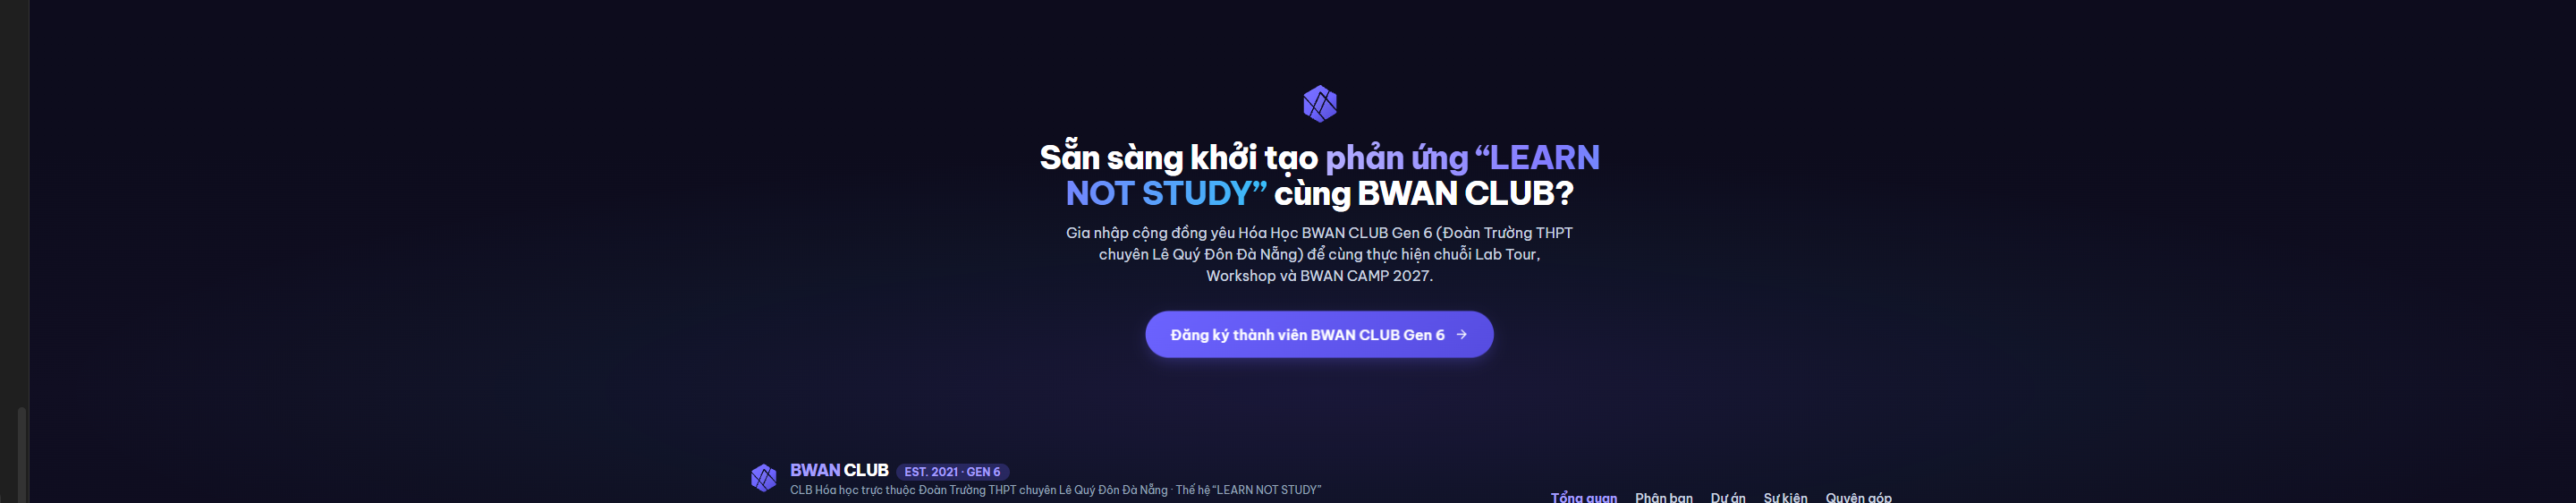 Sẵn sàng khởi tạo phản ứng “LEARN
NOT STUDY” cùng BWAN CLUB?
Gia nhập cộng đồng yêu Hóa Học BWAN CLUB Gen 6 (Đoàn Trường THPT
chuyên Lê Quý Đôn Đà Nẵng) để cùng thực hiện chuỗi Lab Tour,
Workshop và BWAN CAMP 2027.
Đăng ký thành viên BWAN CLUB Gen 6 →
BWAN CLUB EST. 2021 · GEN 6
CLB Hóa học trực thuộc Đoàn Trường THPT chuyên Lê Quý Đôn Đà Nẵng · Thế hệ “LEARN NOT STUDY”
Tổng quan Phân ban Dự án Sự kiện Quyên góp